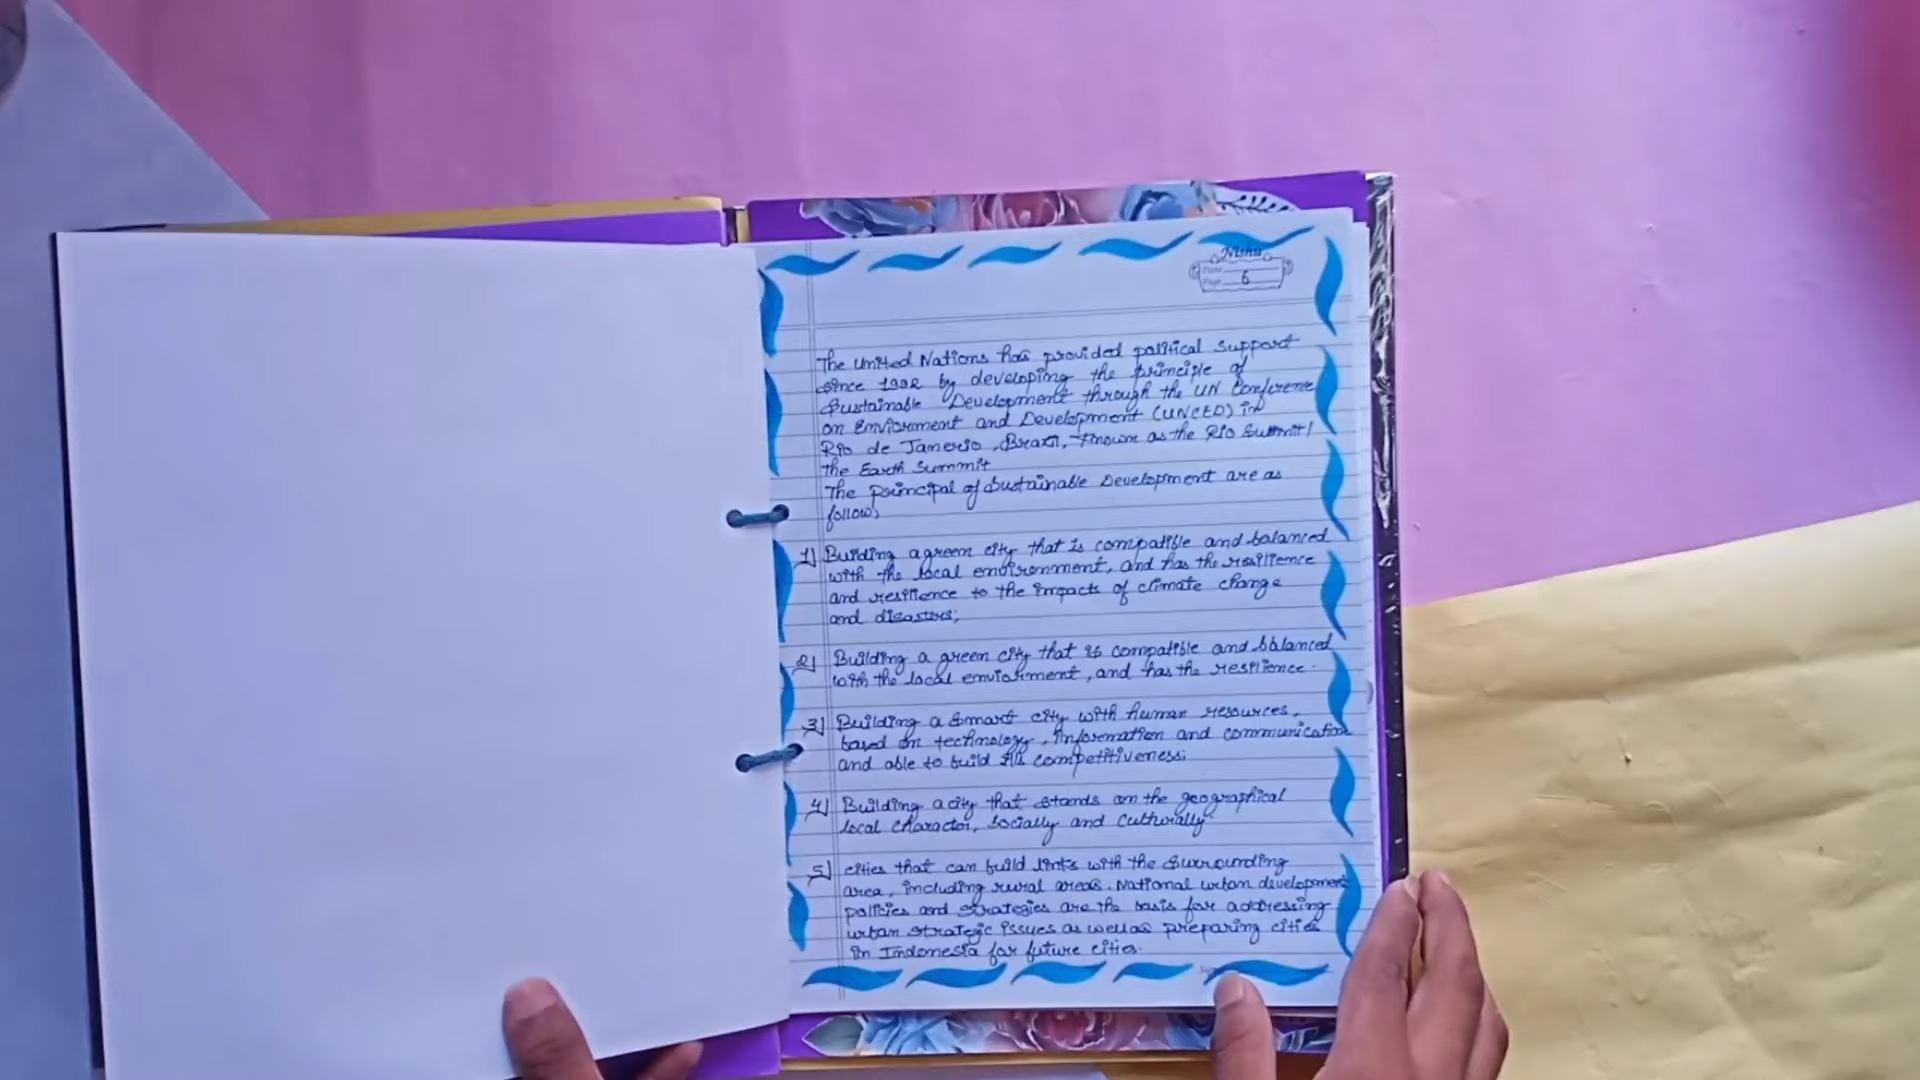 Nishu
Date
Page 6
The United Nations has provided political support
since 1992 by developing the principle of
Sustainable Development through the UN Conference
on Enviorment and Development (UNCED) in
Rio de Janerio, Brazil, known as the Rio Summit/
the Earth Summit
The principal of Sustainable Development are as
follow;
1] Building a green city that is compatible and balanced
with the local environment, and has the resilience
and resilience to the impacts of climate change
and disasters;
2] Building a green city that is compatible and balanced
with the local enviorment, and has the resilience.
3] Building a smart city with human resources,
based on technology, information and communication
and able to build its competitiveness;
4] Building a city that stands on the geographical
local charactor, socially and culturally
5] cities that can build links with the surrounding
area, including rural areas. National urban development
policies and strategies are the basis for addressing
urban strategic issues as well as preparing cities
in Indonesia for future cities.